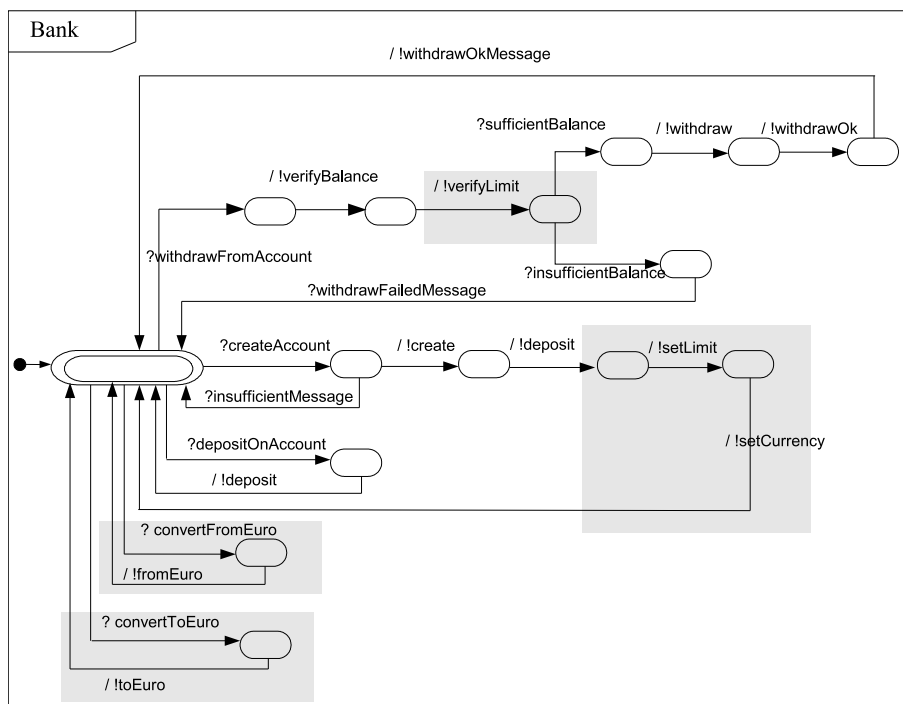 Bank
/ !withdrawOkMessage
?sufficientBalance
/ !withdraw
/ !withdrawOk
/ !verifyBalance
/ !verifyLimit
?withdrawFromAccount
?insufficientBalance
?withdrawFailedMessage
?createAccount
/ !create
/ !deposit
/ !setLimit
?insufficientMessage
?depositOnAccount
/ !setCurrency
/ !deposit
? convertFromEuro
/ !fromEuro
? convertToEuro
/ !toEuro